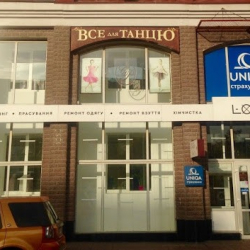 ВСЕ для ТАНЦЮ
UNIQA
ПРАСУВАННЯ • РЕМОНТ ОДЯГУ • РЕМОНТ ВЗУТТЯ • ХІМЧИСТКА
UNIQA